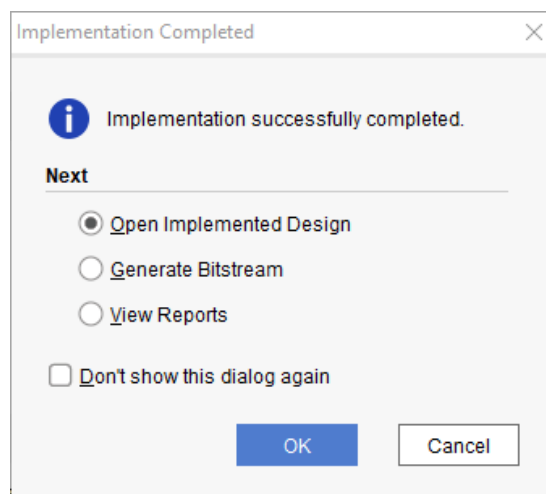 Implementation Completed
Implementation successfully completed.
Next
Open Implemented Design
Generate Bitstream
View Reports
Don't show this dialog again
OK
Cancel